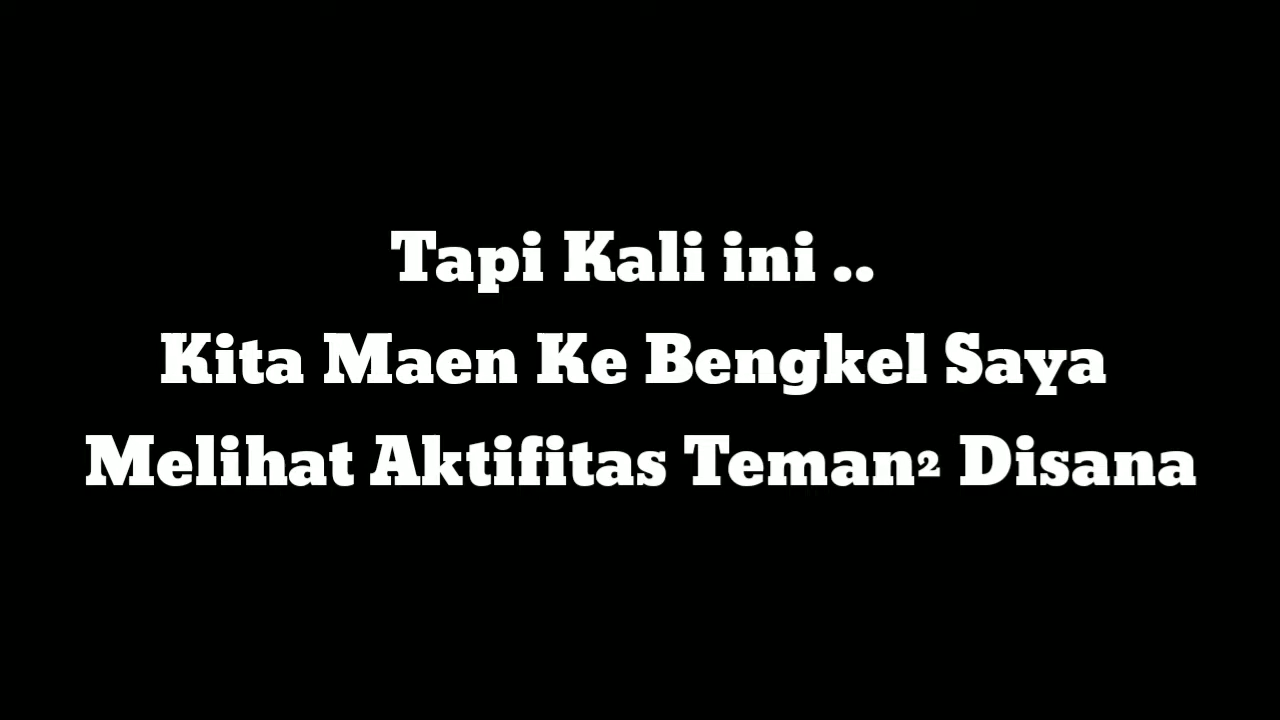 Tapi Kali ini ..
Kita Maen Ke Bengkel Saya
Melihat Aktifitas Teman² Disana